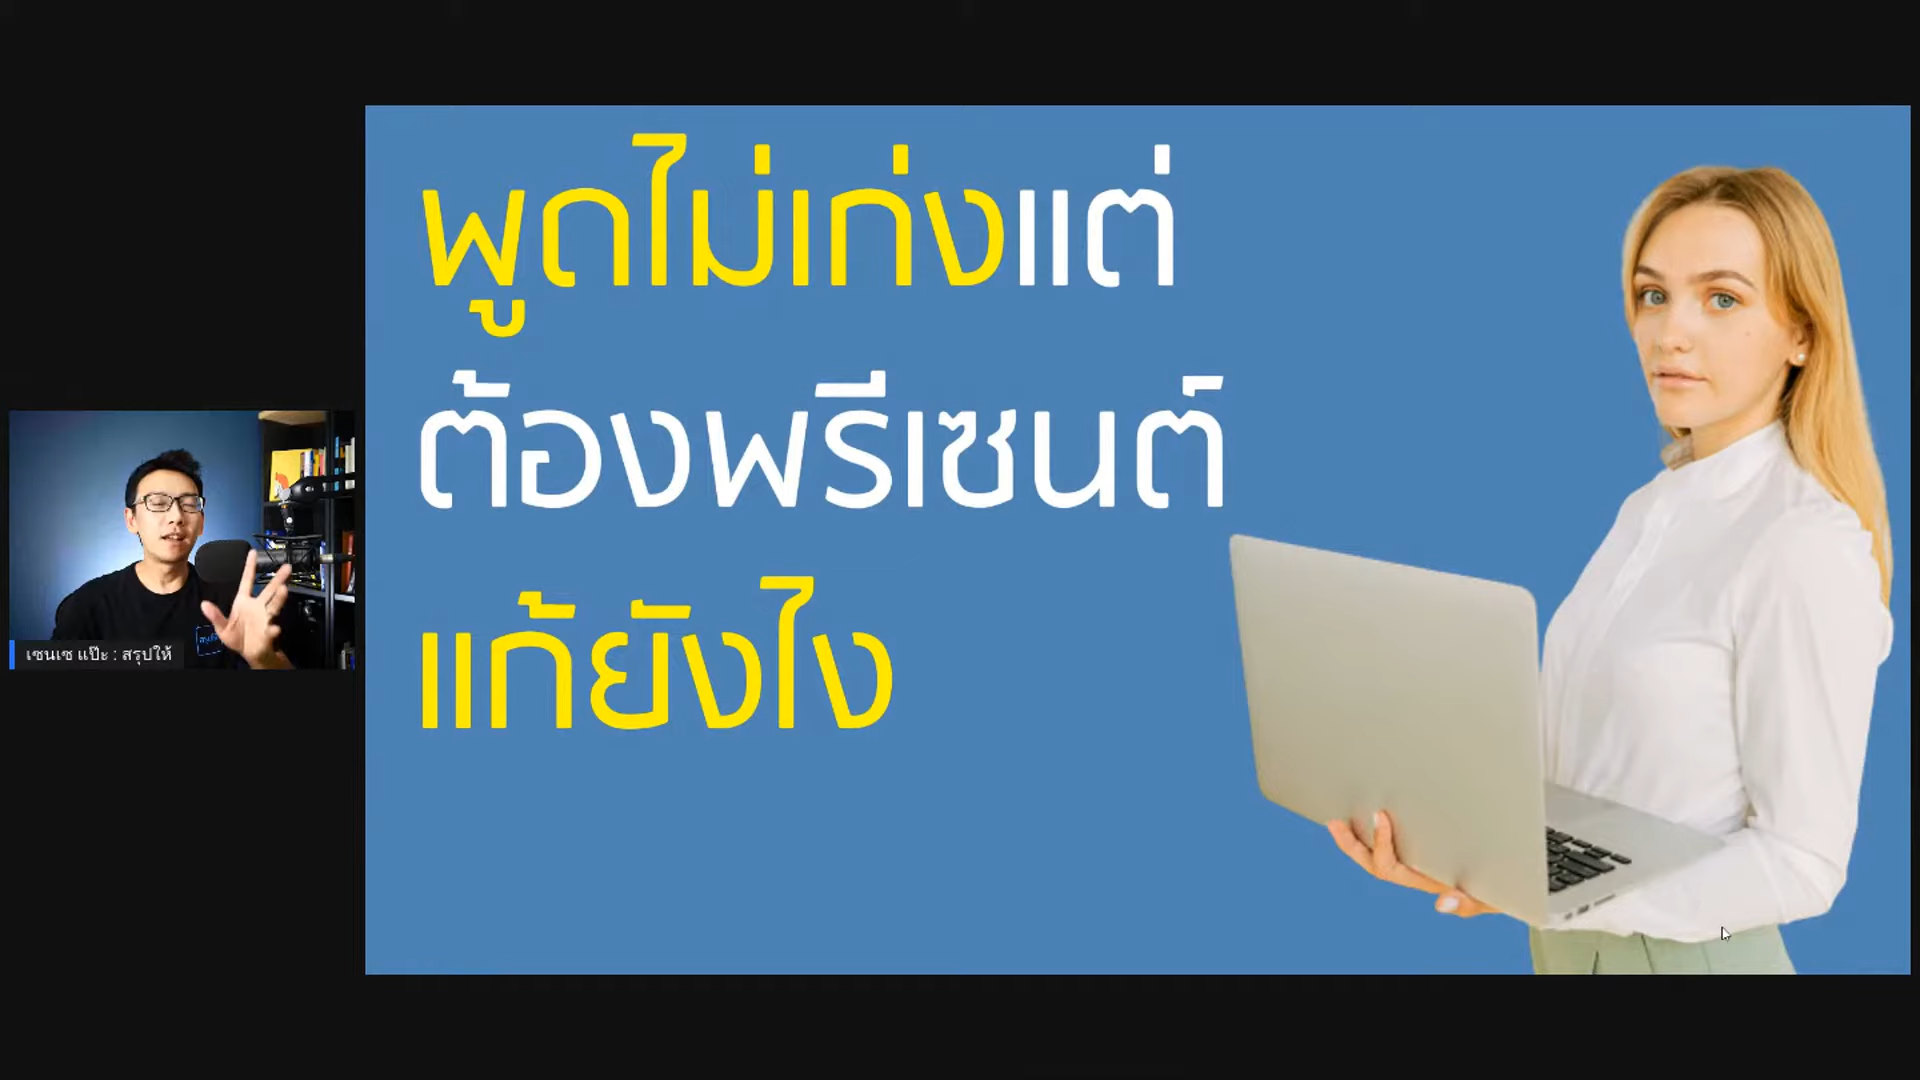 พูดไม่เก่งแต่
ต้องพรีเซนต์
แก้ยังไง
เซนเซ แป๊ะ : สรุปให้